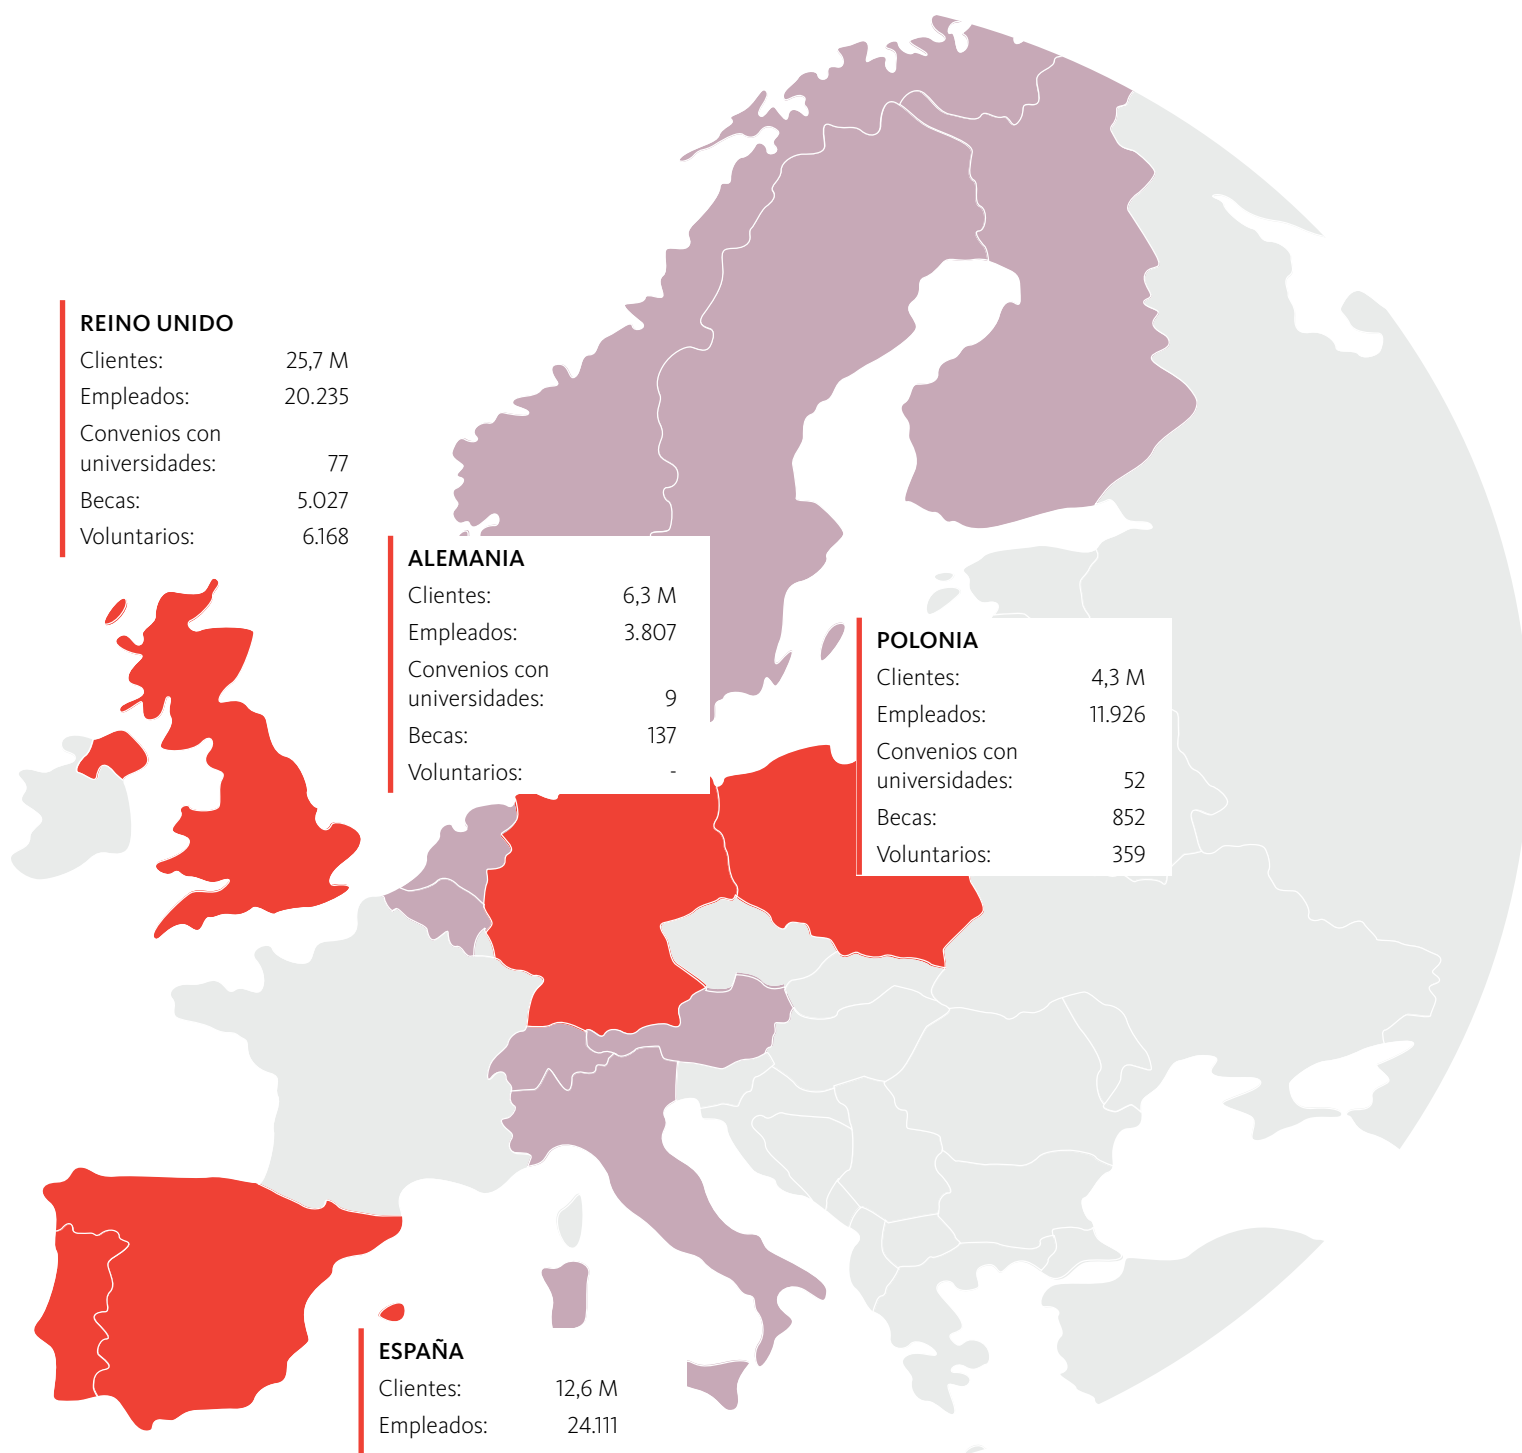 REINO UNIDO
Clientes: 25,7 M
Empleados: 20.235
Convenios con
universidades: 77
Becas: 5.027
Voluntarios: 6.168
ALEMANIA
Clientes: 6,3 M
Empleados: 3.807
Convenios con
universidades: 9
Becas: 137
Voluntarios: -
POLONIA
Clientes: 4,3 M
Empleados: 11.926
Convenios con
universidades: 52
Becas: 852
Voluntarios: 359
ESPAÑA
Clientes: 12,6 M
Empleados: 24.111